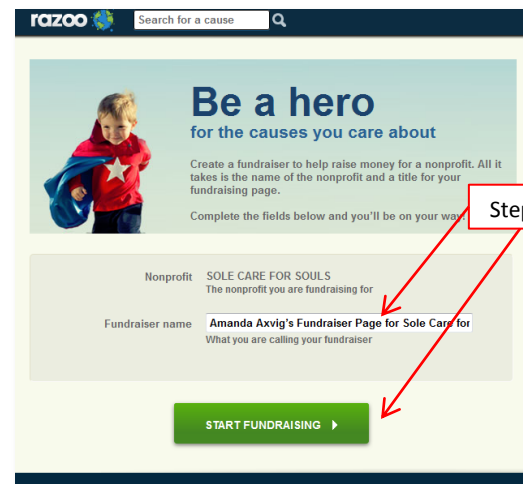 razoo Search for a cause
Be a hero
for the causes you care about
Create a fundraiser to help raise money for a nonprofit. All it
takes is the name of the nonprofit and a title for your
fundraising page.
Complete the fields below and you'll be on your way!
Step
Nonprofit SOLE CARE FOR SOULS
The nonprofit you are fundraising for
Fundraiser name Amanda Axvig's Fundraiser Page for Sole Care for
What you are calling your fundraiser
START FUNDRAISING